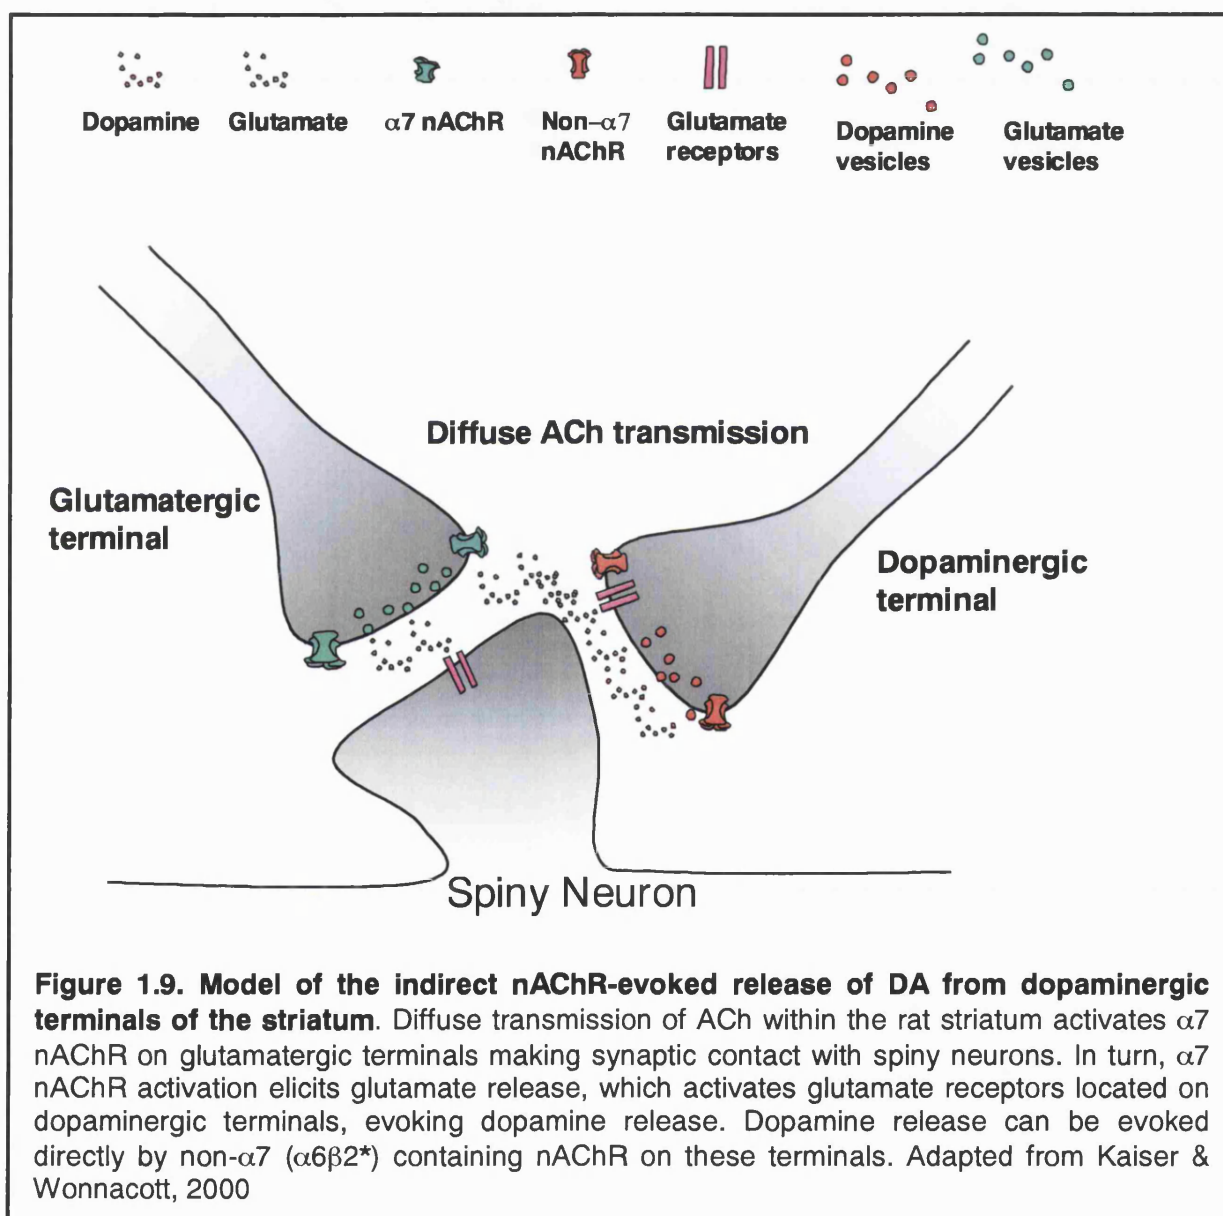 Dopamine Glutamate α7 nAChR Non–α7 nAChR Glutamate receptors Dopamine vesicles Glutamate vesicles
Diffuse ACh transmission
Glutamatergic
terminal
Dopaminergic
terminal
Spiny Neuron
Figure 1.9. Model of the indirect nAChR-evoked release of DA from dopaminergic
terminals of the striatum. Diffuse transmission of ACh within the rat striatum activates α7
nAChR on glutamatergic terminals making synaptic contact with spiny neurons. In turn, α7
nAChR activation elicits glutamate release, which activates glutamate receptors located on
dopaminergic terminals, evoking dopamine release. Dopamine release can be evoked
directly by non-α7 (α6β2*) containing nAChR on these terminals. Adapted from Kaiser &
Wonnacott, 2000